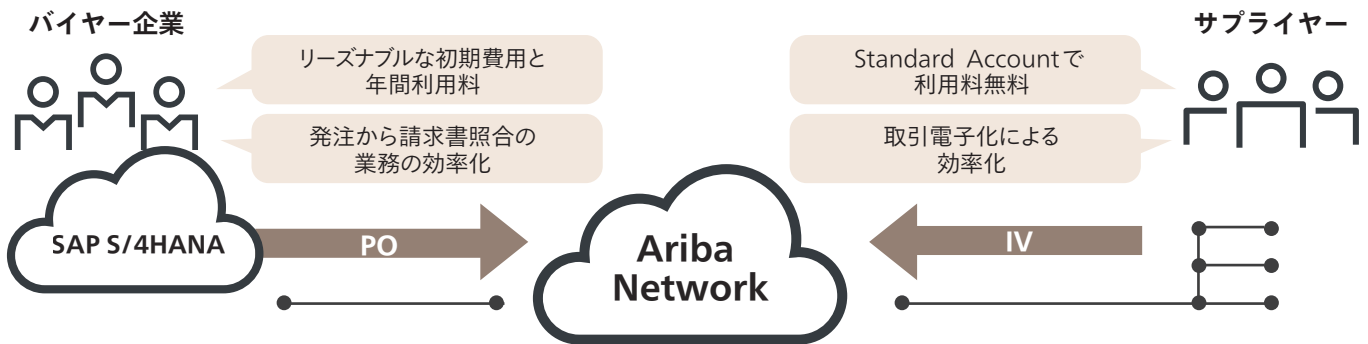 バイヤー企業
リーズナブルな初期費用と
年間利用料
発注から請求書照合の
業務の効率化
SAP S/4HANA
PO
Ariba
Network
サプライヤー
Standard Accountで
利用料無料
取引電子化による
効率化
IV